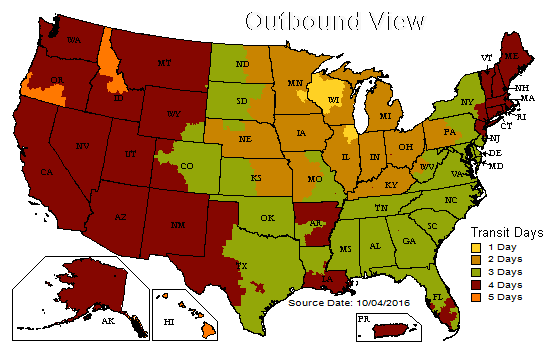 Outbound View
WA
OR
ID
MT
WY
CA
NV
UT
CO
AZ
NM
ND
SD
NE
KS
OK
TX
MN
IA
MO
AR
LA
WI
IL
IN
MI
OH
KY
TN
MS
AL
GA
FL
SC
NC
VA
WV
PA
NY
VT
ME
NH
MA
RI
CT
NJ
DE
MD
AK
HI
PR
Source Date: 10/04/2016
Transit Days
1 Day
2 Days
3 Days
4 Days
5 Days